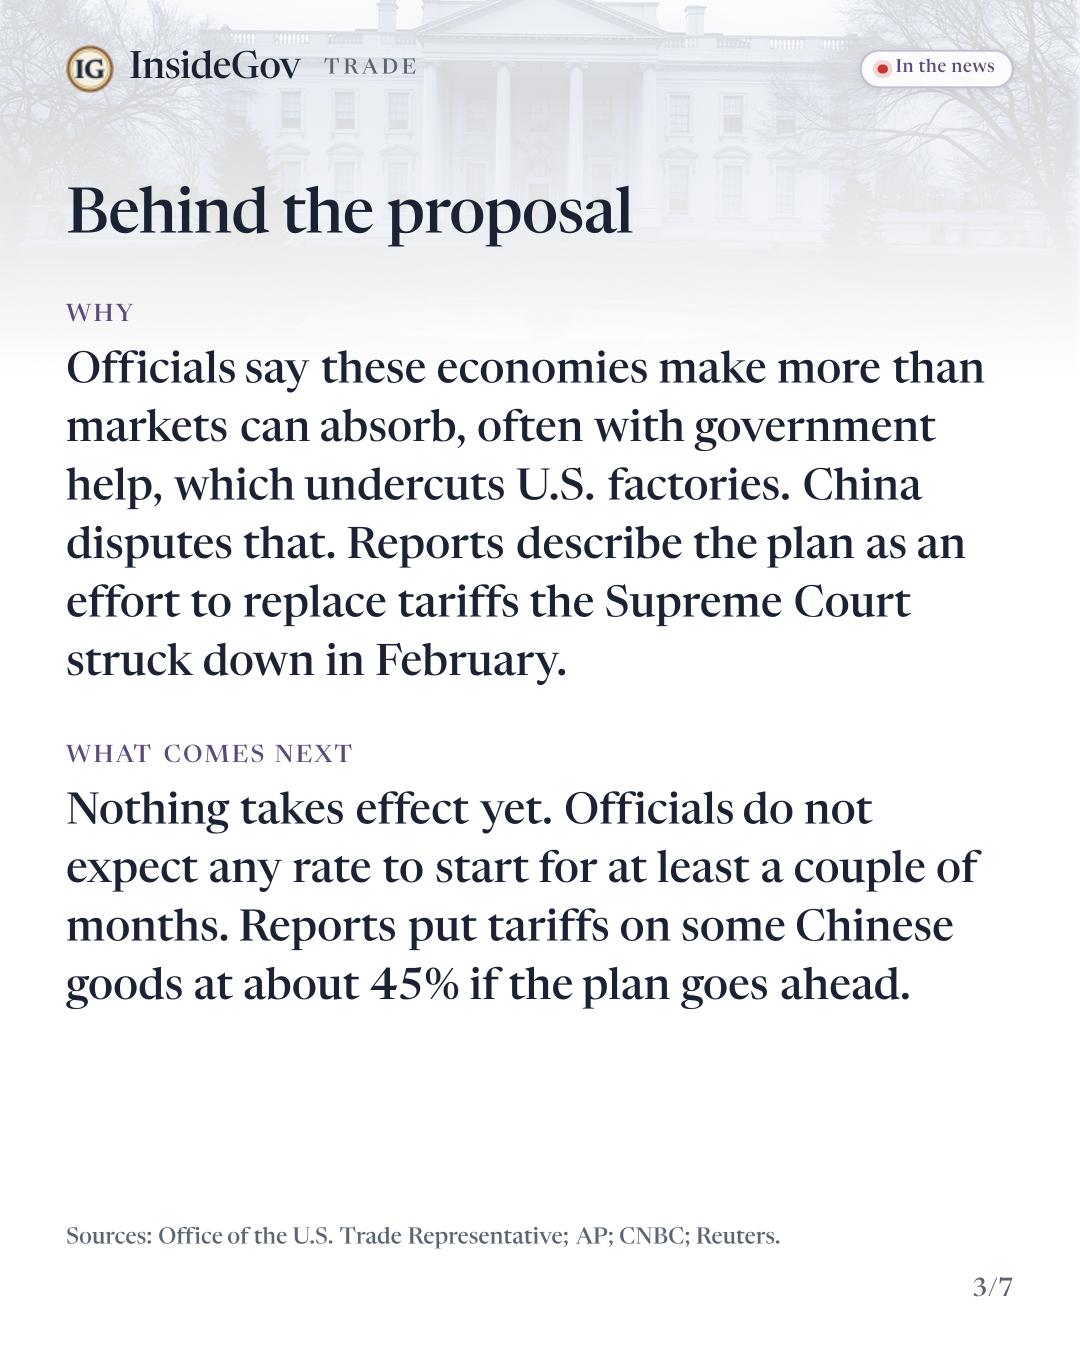 IG InsideGov TRADE
In the news
Behind the proposal
WHY
Officials say these economies make more than
markets can absorb, often with government
help, which undercuts U.S. factories. China
disputes that. Reports describe the plan as an
effort to replace tariffs the Supreme Court
struck down in February.
WHAT COMES NEXT
Nothing takes effect yet. Officials do not
expect any rate to start for at least a couple of
months. Reports put tariffs on some Chinese
goods at about 45% if the plan goes ahead.
Sources: Office of the U.S. Trade Representative; AP; CNBC; Reuters.
3/7